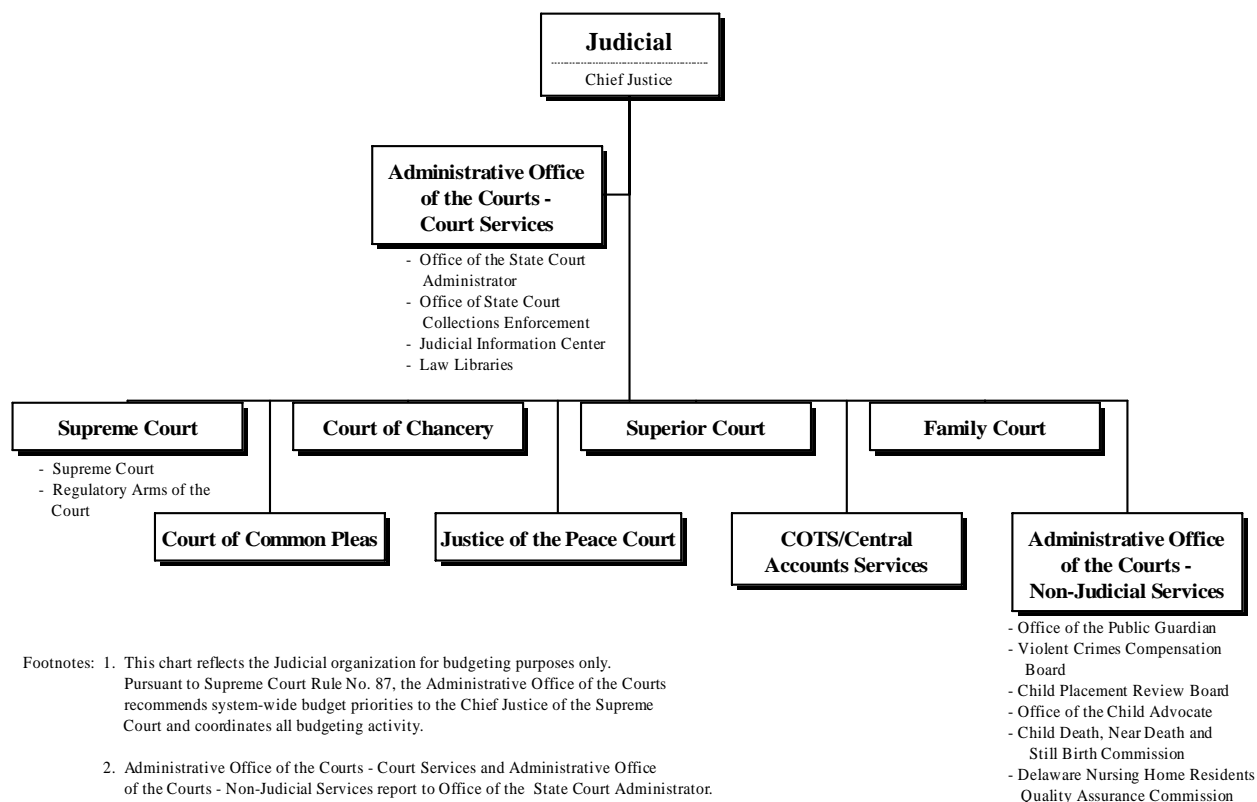 Judicial
Chief Justice
Administrative Office
of the Courts -
Court Services
- Office of the State Court
Administrator
- Office of State Court
Collections Enforcement
- Judicial Information Center
- Law Libraries
Supreme Court
- Supreme Court
- Regulatory Arms of the
Court
Court of Chancery
Superior Court
Family Court
Court of Common Pleas
Justice of the Peace Court
COTS/Central
Accounts Services
Administrative Office
of the Courts -
Non-Judicial Services
- Office of the Public Guardian
- Violent Crimes Compensation
Board
- Child Placement Review Board
- Office of the Child Advocate
- Child Death, Near Death and
Still Birth Commission
- Delaware Nursing Home Residents
Quality Assurance Commission
Footnotes: 1. This chart reflects the Judicial organization for budgeting purposes only.
Pursuant to Supreme Court Rule No. 87, the Administrative Office of the Courts
recommends system-wide budget priorities to the Chief Justice of the Supreme
Court and coordinates all budgeting activity.
2. Administrative Office of the Courts - Court Services and Administrative Office
of the Courts - Non-Judicial Services report to Office of the State Court Administrator.